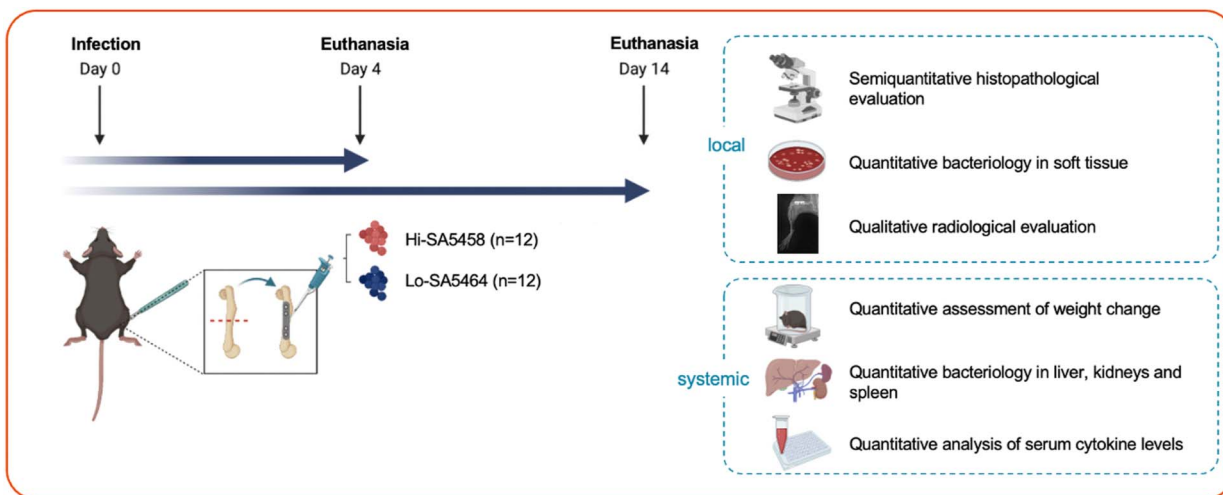 Infection
Day 0
Euthanasia
Day 4
Euthanasia
Day 14
Hi-SA5458 (n=12)
Lo-SA5464 (n=12)
local
Semiquantitative histopathological
evaluation
Quantitative bacteriology in soft tissue
Qualitative radiological evaluation
systemic
Quantitative assessment of weight change
Quantitative bacteriology in liver, kidneys and
spleen
Quantitative analysis of serum cytokine levels